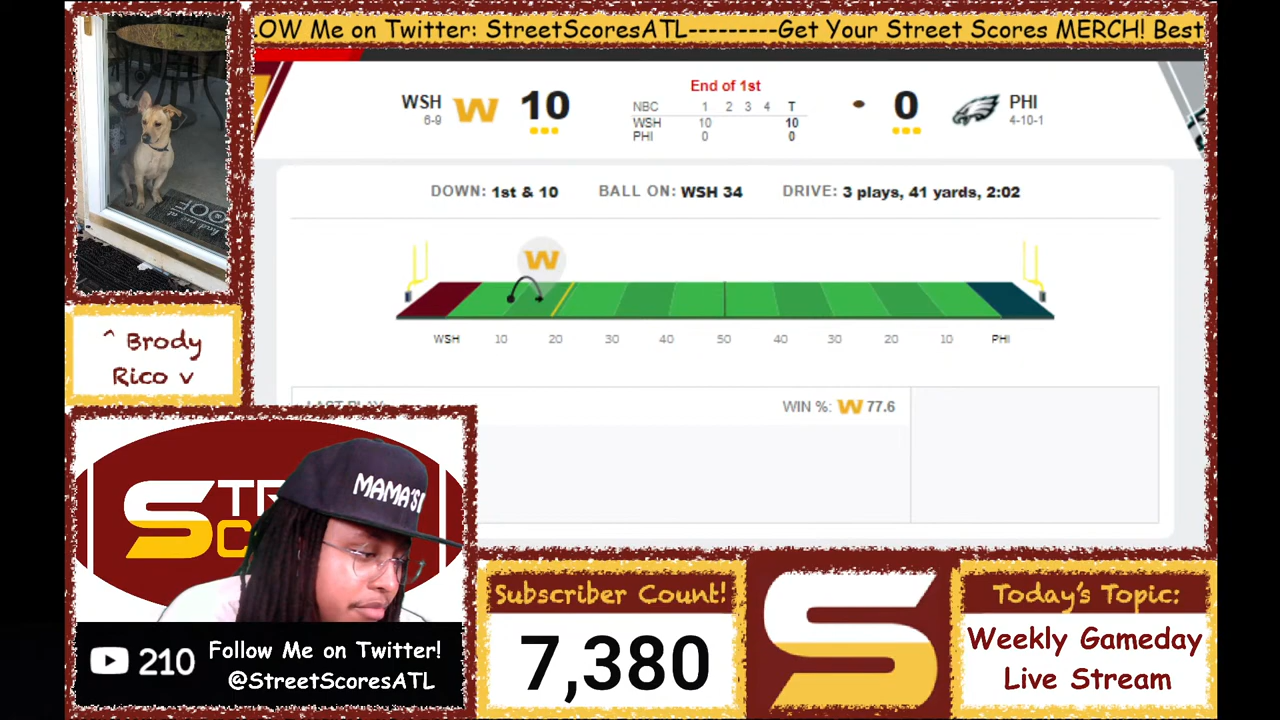 OW Me on Twitter: StreetScoresATL---------Get Your Street Scores MERCH! Best
WSH
6-9
W
10
End of 1st
NBC 1 2 3 4 T
WSH 10 10
PHI 0 0
0
PHI
4-10-1
DOWN: 1st & 10
BALL ON: WSH 34
DRIVE: 3 plays, 41 yards, 2:02
W
WSH 10 20 30 40 50 40 30 20 10 PHI
LAST PLAY
WIN %: W 77.6
^ Brody
Rico v
MAMA'S
210
Follow Me on Twitter!
@StreetScoresATL
Subscriber Count!
7,380
S
Today's Topic:
Weekly Gameday
Live Stream